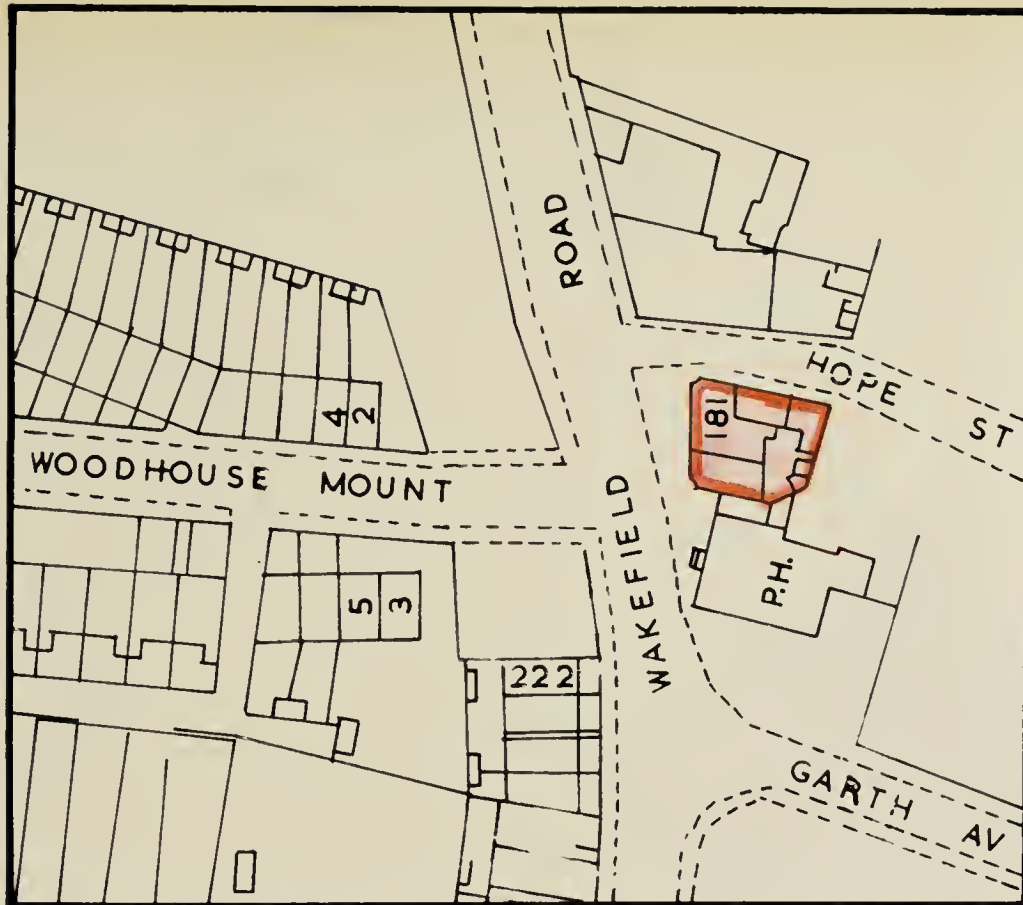 ROAD
HOPE ST
181
4
2
WOODHOUSE MOUNT
WAKEFIELD
P.H.
5
3
222
GARTH AV